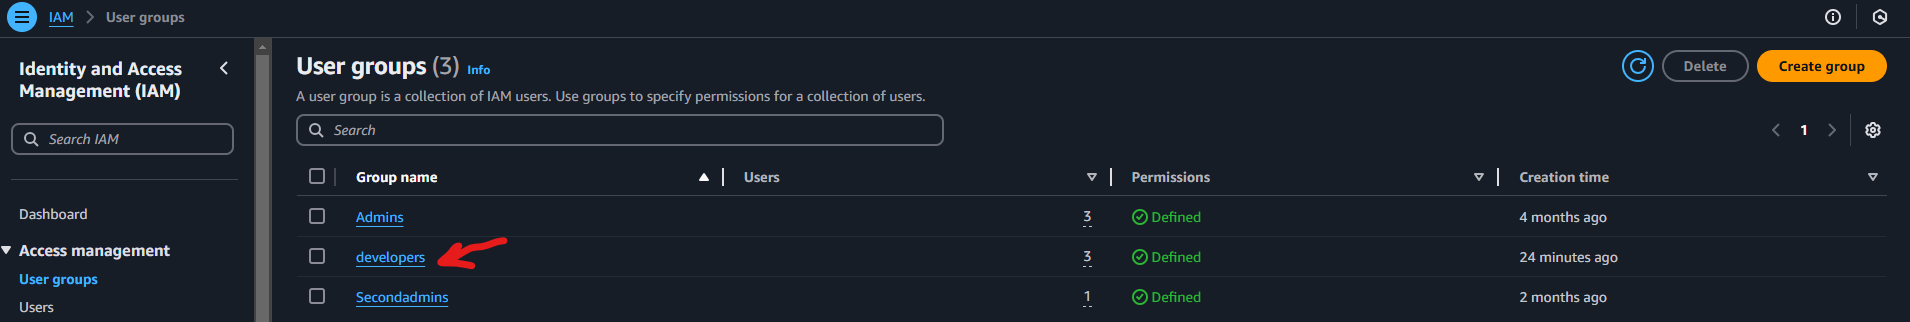 IAM > User groups
Identity and Access
Management (IAM)
Search IAM
Dashboard
Access management
User groups
Users
User groups (3) Info
Delete
Create group
A user group is a collection of IAM users. Use groups to specify permissions for a collection of users.
Search
1
Group name Users Permissions Creation time
Admins 3 Defined 4 months ago
developers 3 Defined 24 minutes ago
Secondadmins 1 Defined 2 months ago